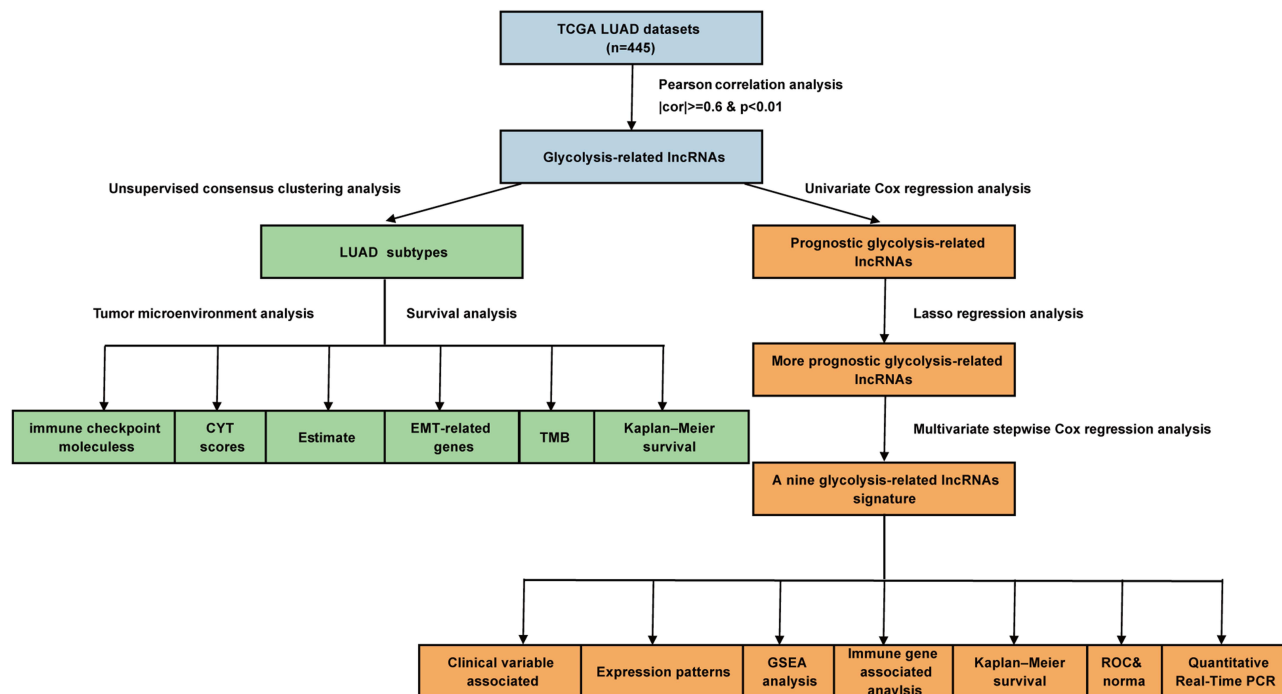 TCGA LUAD datasets
(n=445)
Pearson correlation analysis
|cor|>=0.6 & p<0.01
Glycolysis-related lncRNAs
Unsupervised consensus clustering analysis
Univariate Cox regression analysis
LUAD subtypes
Prognostic glycolysis-related
lncRNAs
Tumor microenvironment analysis
Survival analysis
Lasso regression analysis
More prognostic glycolysis-related
lncRNAs
immune checkpoint
moleculess
CYT
scores
Estimate
EMT-related
genes
TMB
Kaplan–Meier
survival
Multivariate stepwise Cox regression analysis
A nine glycolysis-related lncRNAs
signature
Clinical variable
associated
Expression patterns
GSEA
analysis
Immune gene
associated
anaylsis
Kaplan–Meier
survival
ROC&
norma
Quantitative
Real-Time PCR